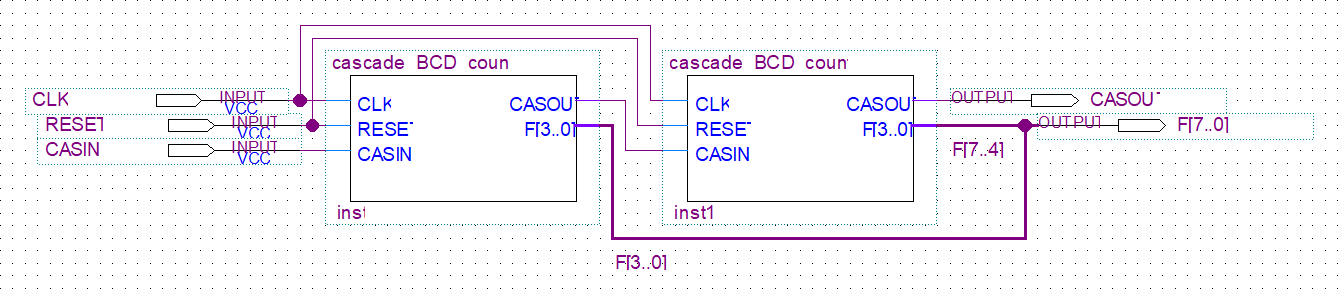 cascade BCD coun
cascade BCD coun
CLK
INPUT
VCC
CLK
CASOUT
CLK
CASOUT
OUTPUT
CASOUT
RESET
INPUT
VCC
RESET
F[3..0]
RESET
F[3..0]
OUTPUT
F[7..0]
CASIN
INPUT
VCC
CASIN
CASIN
F[7..4]
inst
inst1
F[3..0]